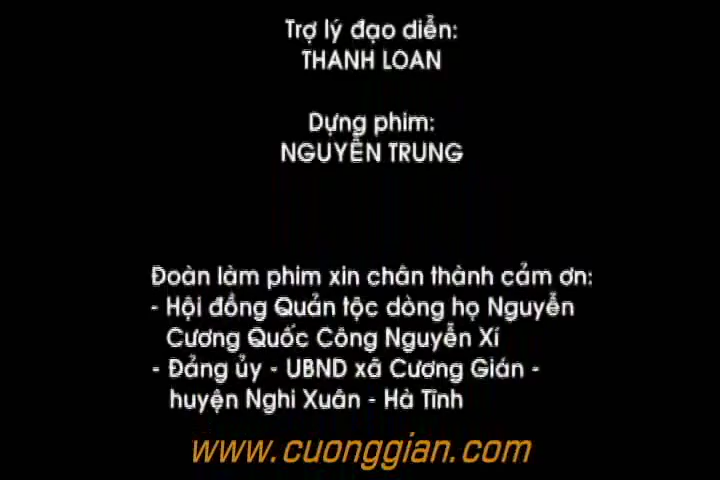 Trợ lý đạo diễn:
THANH LOAN
Dựng phim:
NGUYỄN TRUNG
Đoàn làm phim xin chân thành cảm ơn:
- Hội đồng Quản tộc dòng họ Nguyễn
Cương Quốc Công Nguyễn Xí
- Đảng ủy - UBND xã Cương Gián -
huyện Nghi Xuân - Hà Tĩnh
www.cuonggian.com